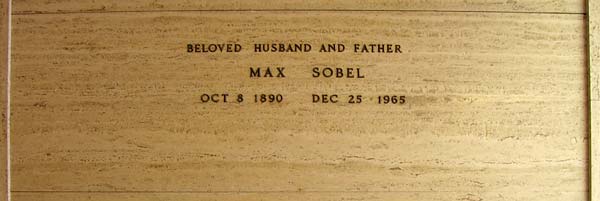 BELOVED HUSBAND AND FATHER
MAX SOBEL
OCT 8 1890 DEC 25 1965